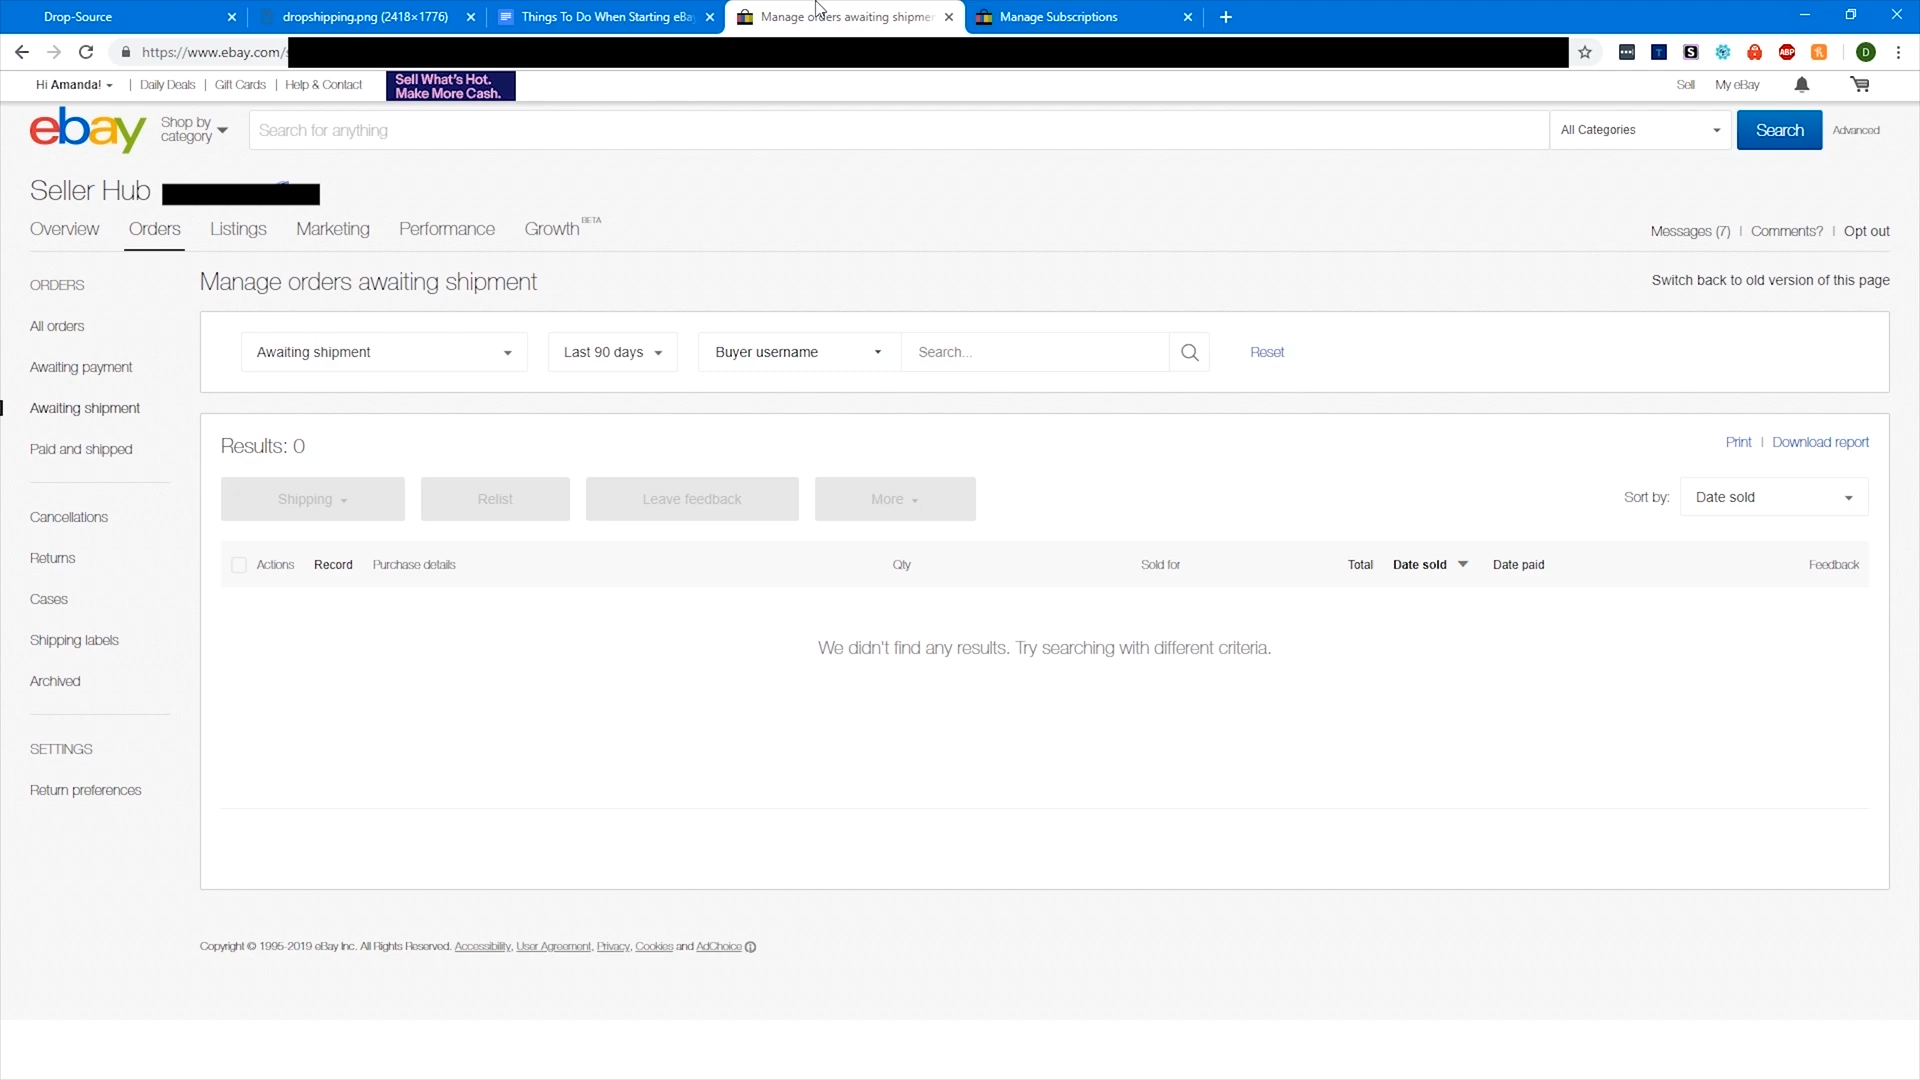 Drop-Source
dropshipping.png (2418×1776)
Things To Do When Starting eBa
Manage orders awaiting shipmen
Manage Subscriptions
https://www.ebay.com/
T
S
ABP
D
Hi Amanda!
Daily Deals
Gift Cards
Help & Contact
Sell What's Hot.
Make More Cash.
Sell
My eBay
ebay
Shop by
category
Search for anything
All Categories
Search
Advanced
Seller Hub
Overview
Orders
Listings
Marketing
Performance
Growth BETA
Messages (7) | Comments? | Opt out
ORDERS
All orders
Awaiting payment
Awaiting shipment
Paid and shipped
Cancellations
Returns
Cases
Shipping labels
Archived
SETTINGS
Return preferences
Manage orders awaiting shipment
Switch back to old version of this page
Awaiting shipment
Last 90 days
Buyer username
Search...
Reset
Results: 0
Print | Download report
Shipping
Relist
Leave feedback
More
Sort by:
Date sold
Actions
Record
Purchase details
Qty
Sold for
Total
Date sold
Date paid
Feedback
We didn't find any results. Try searching with different criteria.
Copyright © 1995-2019 eBay Inc. All Rights Reserved. Accessibility, User Agreement, Privacy, Cookies and AdChoice